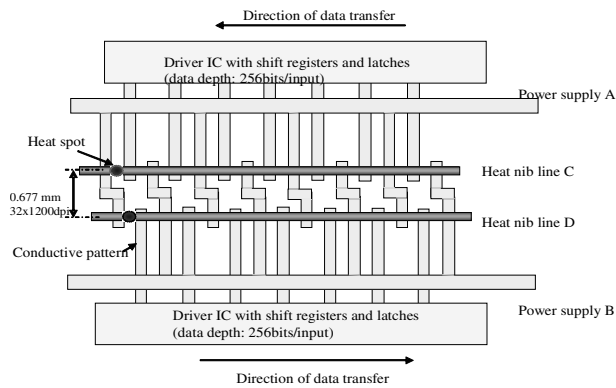 Direction of data transfer
Driver IC with shift registers and latches
(data depth: 256bits/input)
Power supply A
Heat spot
Heat nib line C
0.677 mm
32x1200dpi
Heat nib line D
Conductive pattern
Power supply B
Driver IC with shift registers and latches
(data depth: 256bits/input)
Direction of data transfer